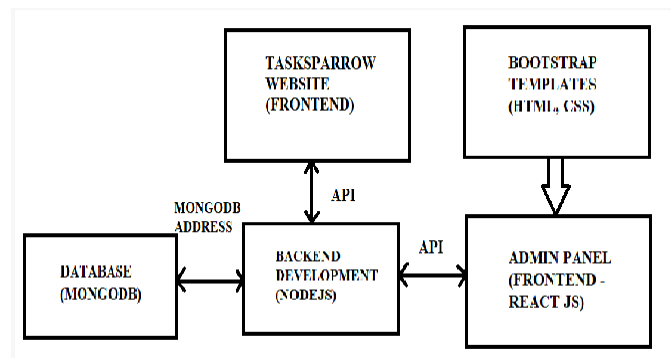 TASKSPARROW
WEBSITE
(FRONTEND)
BOOTSTRAP
TEMPLATES
(HTML, CSS)
API
MONGODB
ADDRESS
DATABASE
(MONGODB)
BACKEND
DEVELOPMENT
(NODEJS)
API
ADMIN PANEL
(FRONTEND -
REACT JS)